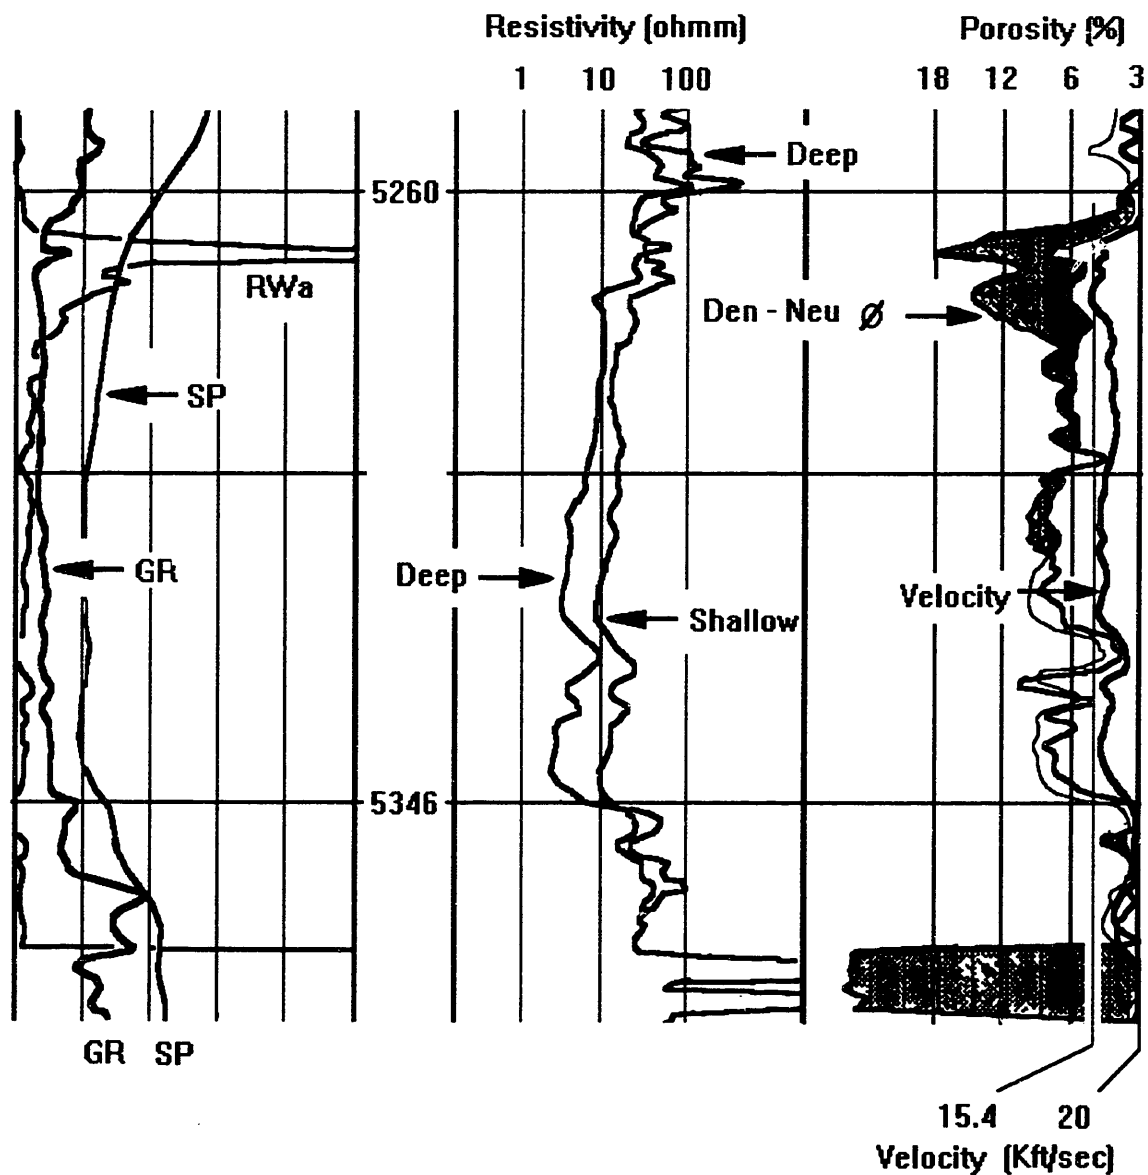 Resistivity (ohmm)
Porosity (%)
1 10 100
18 12 6 3
Deep
5260
RWa
Den - Neu Ø
SP
GR
Deep
Shallow
Velocity
5346
GR SP
15.4 20
Velocity (Kft/sec)